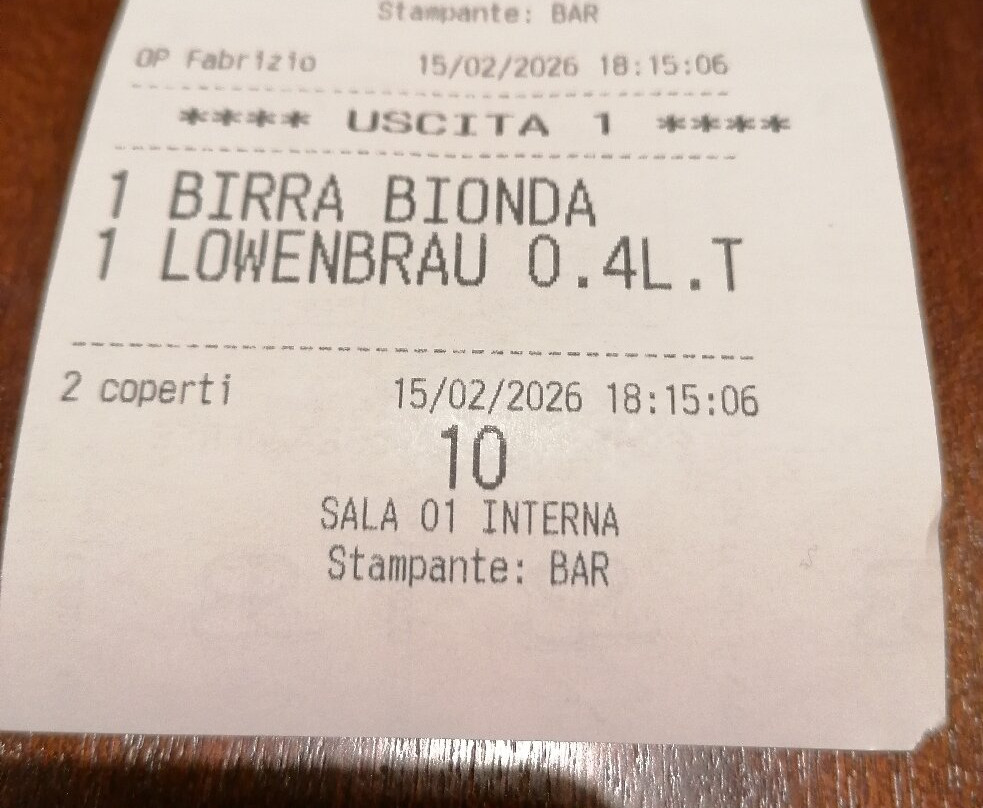 Stampante: BAR
OP Fabrizio 15/02/2026 18:15:06
**** USCITA 1 ****
1 BIRRA BIONDA
1 LOWENBRAU 0.4L.T
2 coperti 15/02/2026 18:15:06
10
SALA 01 INTERNA
Stampante: BAR